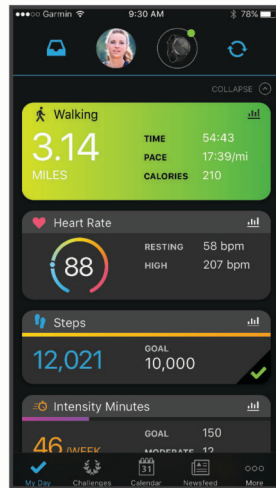 Garmin 9:30 AM 78%
COLLAPSE
Walking
3.14
MILES
TIME 54:43
PACE 17:39/mi
CALORIES 210
Heart Rate
88
RESTING 58 bpm
HIGH 207 bpm
Steps
12,021
GOAL
10,000
Intensity Minutes
46 /WEEK
GOAL 150
MODERATE 12
31
My Day Challenges Calendar Newsfeed More